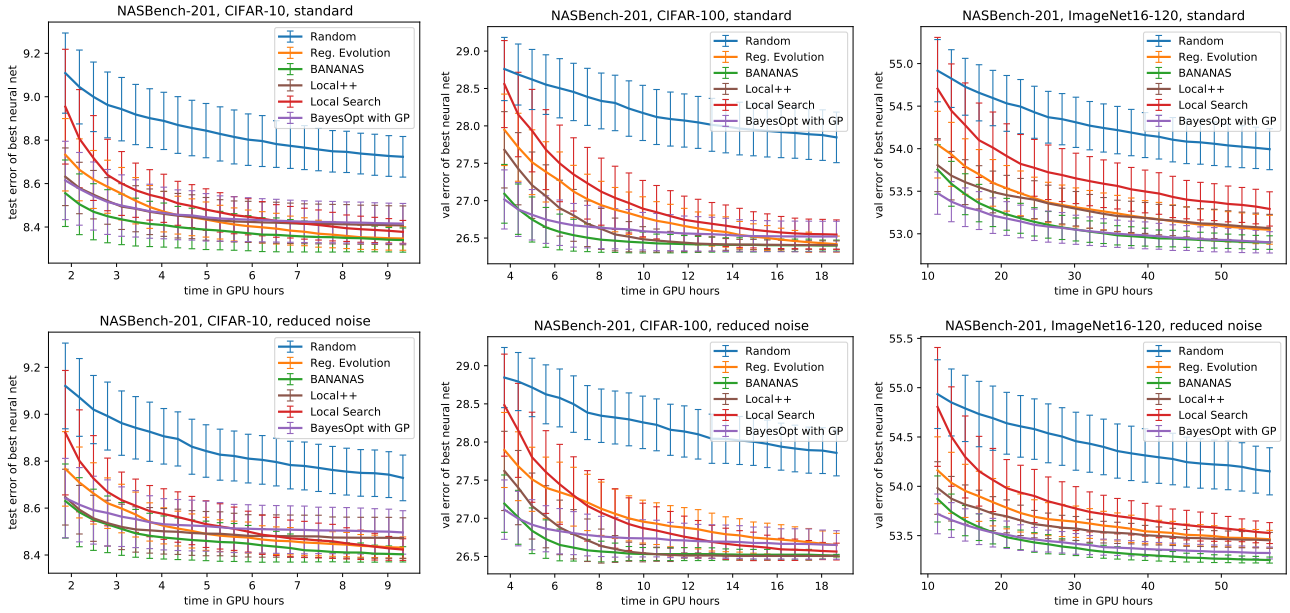 NASBench-201, CIFAR-10, standard
test error of best neural net
9.2
9.0
8.8
8.6
8.4
2 3 4 5 6 7 8 9
time in GPU hours
Random
Reg. Evolution
BANANAS
Local++
Local Search
BayesOpt with GP
NASBench-201, CIFAR-100, standard
val error of best neural net
29.0
28.5
28.0
27.5
27.0
26.5
4 6 8 10 12 14 16 18
time in GPU hours
Random
Reg. Evolution
BANANAS
Local++
Local Search
BayesOpt with GP
NASBench-201, ImageNet16-120, standard
val error of best neural net
55.0
54.5
54.0
53.5
53.0
10 20 30 40 50
time in GPU hours
Random
Reg. Evolution
BANANAS
Local++
Local Search
BayesOpt with GP
NASBench-201, CIFAR-10, reduced noise
test error of best neural net
9.2
9.0
8.8
8.6
8.4
2 3 4 5 6 7 8 9
time in GPU hours
Random
Reg. Evolution
BANANAS
Local++
Local Search
BayesOpt with GP
NASBench-201, CIFAR-100, reduced noise
val error of best neural net
29.0
28.5
28.0
27.5
27.0
26.5
4 6 8 10 12 14 16 18
time in GPU hours
Random
Reg. Evolution
BANANAS
Local++
Local Search
BayesOpt with GP
NASBench-201, ImageNet16-120, reduced noise
val error of best neural net
55.5
55.0
54.5
54.0
53.5
10 20 30 40 50
time in GPU hours
Random
Reg. Evolution
BANANAS
Local++
Local Search
BayesOpt with GP